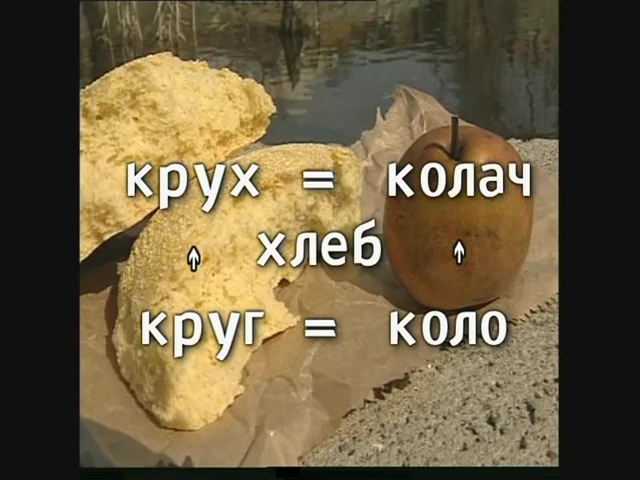 крух = колач
хлеб
↑ ↑
круг = коло